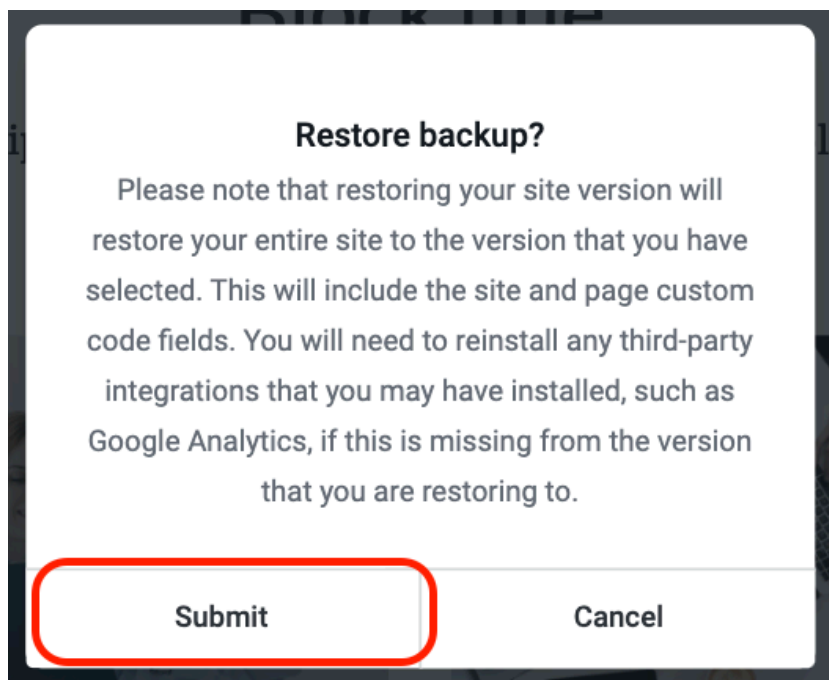 Block title
Restore backup?
Please note that restoring your site version will
restore your entire site to the version that you have
selected. This will include the site and page custom
code fields. You will need to reinstall any third-party
integrations that you may have installed, such as
Google Analytics, if this is missing from the version
that you are restoring to.
Submit
Cancel